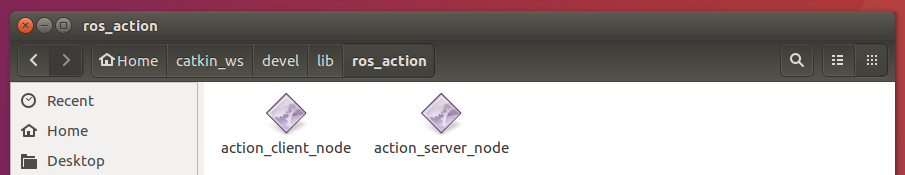 ros_action
Home catkin_ws devel lib ros_action
Recent
Home
Desktop
action_client_node action_server_node